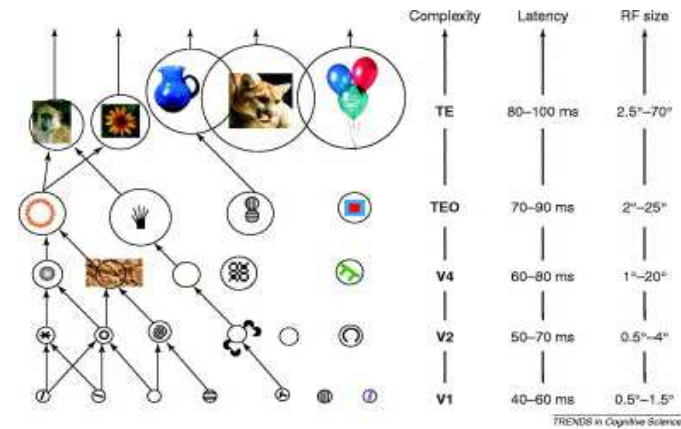 Complexity Latency RF size
TE 80–100 ms 2.5°–70°
TEO 70–90 ms 2°–25°
V4 60–80 ms 1°–20°
V2 50–70 ms 0.5°–4°
V1 40–60 ms 0.5°–1.5°
TRENDS in Cognitive Science